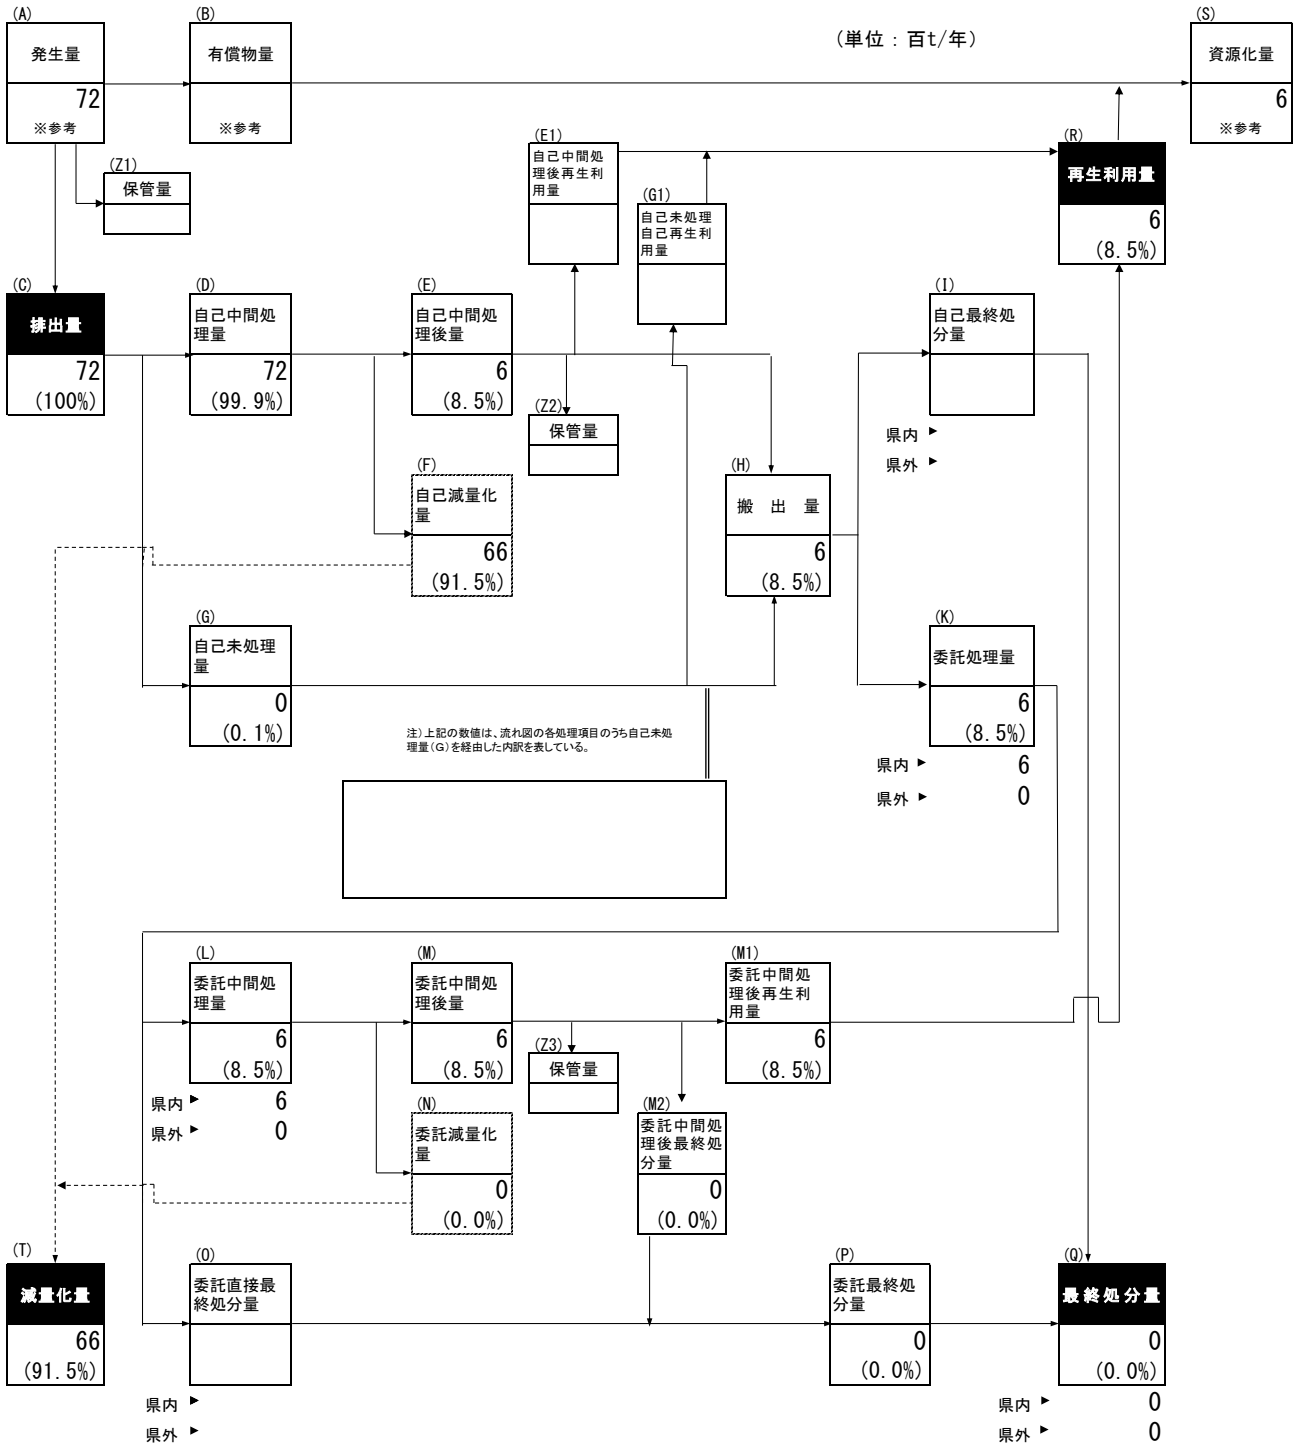 (A)
発生量
72
※参考
(B)
有償物量
※参考
(単位：百t/年)
(S)
資源化量
6
※参考
(Z1)
保管量
(E1)
自己中間処
理後再生利
用量
(G1)
自己未処理
自己再生利
用量
(R)
再生利用量
6
(8.5%)
(C)
排出量
72
(100%)
(D)
自己中間処
理量
72
(99.9%)
(E)
自己中間処
理後量
6
(8.5%)
(Z2)
保管量
(I)
自己最終処
分量
県内 ▶
県外 ▶
(F)
自己減量化
量
66
(91.5%)
(H)
搬 出 量
6
(8.5%)
(G)
自己未処理
量
0
(0.1%)
(K)
委託処理量
6
(8.5%)
県内 ▶ 6
県外 ▶ 0
注)上記の数値は、流れ図の各処理項目のうち自己未処
理量(G)を経由した内訳を表している。
(L)
委託中間処
理量
6
(8.5%)
県内 ▶ 6
県外 ▶ 0
(M)
委託中間処
理後量
6
(8.5%)
(Z3)
保管量
(M1)
委託中間処
理後再生利
用量
6
(8.5%)
(N)
委託減量化
量
0
(0.0%)
(M2)
委託中間処
理後最終処
分量
0
(0.0%)
(T)
減量化量
66
(91.5%)
(O)
委託直接最
終処分量
県内 ▶
県外 ▶
(P)
委託最終処
分量
0
(0.0%)
(Q)
最終処分量
0
(0.0%)
県内 ▶ 0
県外 ▶ 0